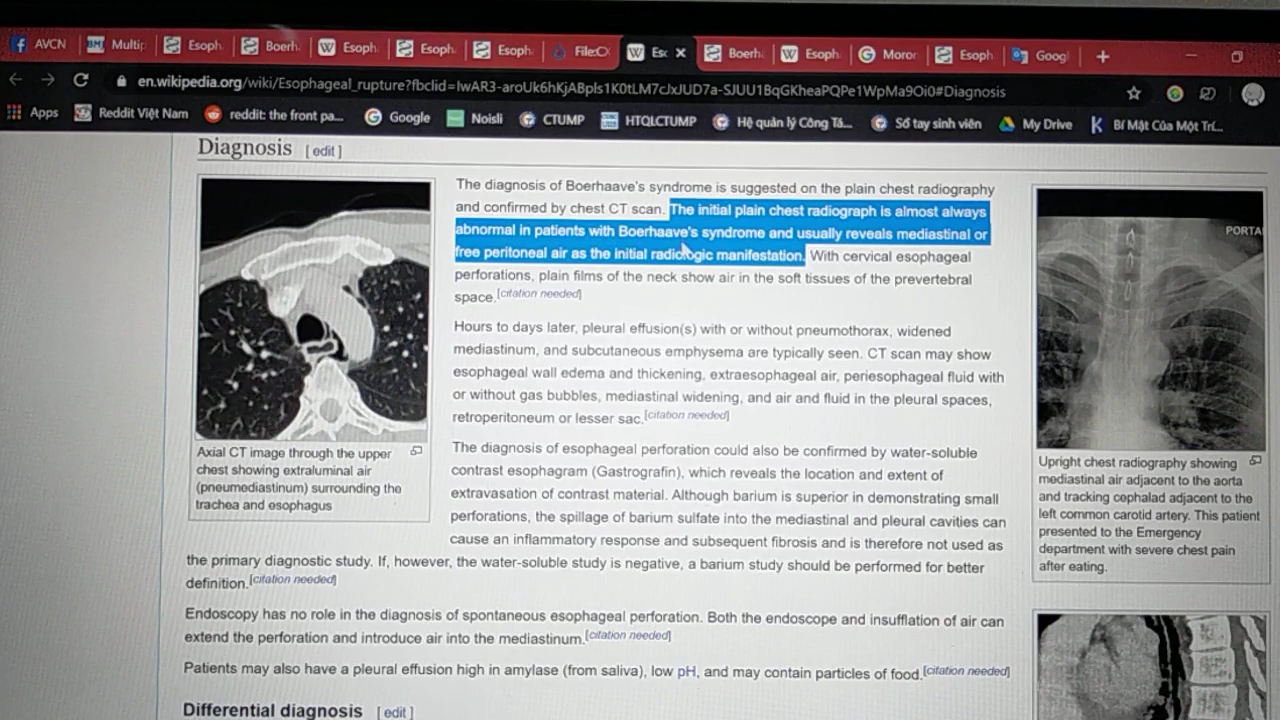 AVCN
BMJ Multip
Esoph
Boerh
Esoph
Esoph
Esoph
File:
Eso
Boerh
Esoph
Moror
Esoph
Googl
en.wikipedia.org/wiki/Esophageal_rupture?fbclid=
#Diagnosis
Apps
Reddit Việt Nam
reddit: the front pa...
Google
Noisli
CTUMP
HTQLCTUMP
Hệ quản lý Công Tá...
Sổ tay sinh viên
My Drive
Bí Mật Của Một Trí...
Diagnosis [ edit ]
The diagnosis of Boerhaave's syndrome is suggested on the plain chest radiography
and confirmed by chest CT scan. The initial plain chest radiograph is almost always
abnormal in patients with Boerhaave's syndrome and usually reveals mediastinal or
free peritoneal air as the initial radiologic manifestation. With cervical esophageal
perforations, plain films of the neck show air in the soft tissues of the prevertebral
space.[citation needed]
Hours to days later, pleural effusion(s) with or without pneumothorax, widened
mediastinum, and subcutaneous emphysema are typically seen. CT scan may show
esophageal wall edema and thickening, extraesophageal air, periesophageal fluid with
or without gas bubbles, mediastinal widening, and air and fluid in the pleural spaces,
retroperitoneum or lesser sac.[citation needed]
The diagnosis of esophageal perforation could also be confirmed by water-soluble
contrast esophagram (Gastrografin), which reveals the location and extent of
extravasation of contrast material. Although barium is superior in demonstrating small
perforations, the spillage of barium sulfate into the mediastinal and pleural cavities can
cause an inflammatory response and subsequent fibrosis and is therefore not used as
the primary diagnostic study. If, however, the water-soluble study is negative, a barium study should be performed for better
definition.[citation needed]
Endoscopy has no role in the diagnosis of spontaneous esophageal perforation. Both the endoscope and insufflation of air can
extend the perforation and introduce air into the mediastinum.[citation needed]
Patients may also have a pleural effusion high in amylase (from saliva), low pH, and may contain particles of food.[citation needed]
Differential diagnosis [ edit ]
Axial CT image through the upper
chest showing extraluminal air
(pneumediastinum) surrounding the
trachea and esophagus
PORTA
Upright chest radiography showing
mediastinal air adjacent to the aorta
and tracking cephalad adjacent to the
left common carotid artery. This patient
presented to the Emergency
department with severe chest pain
after eating.